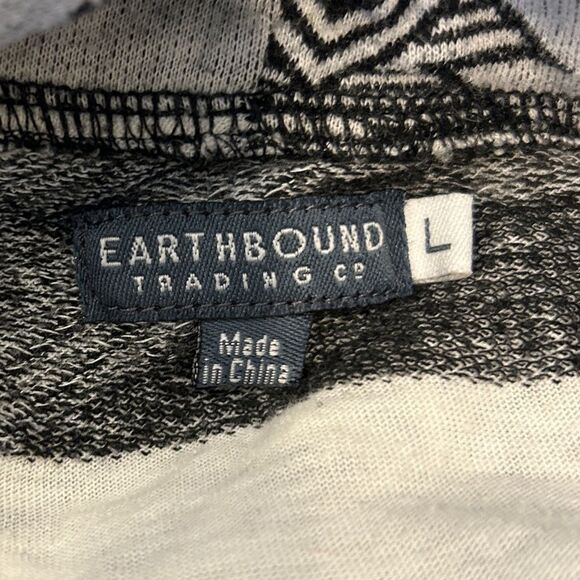 EARTHBOUND
TRADING Co
L
Made
in China